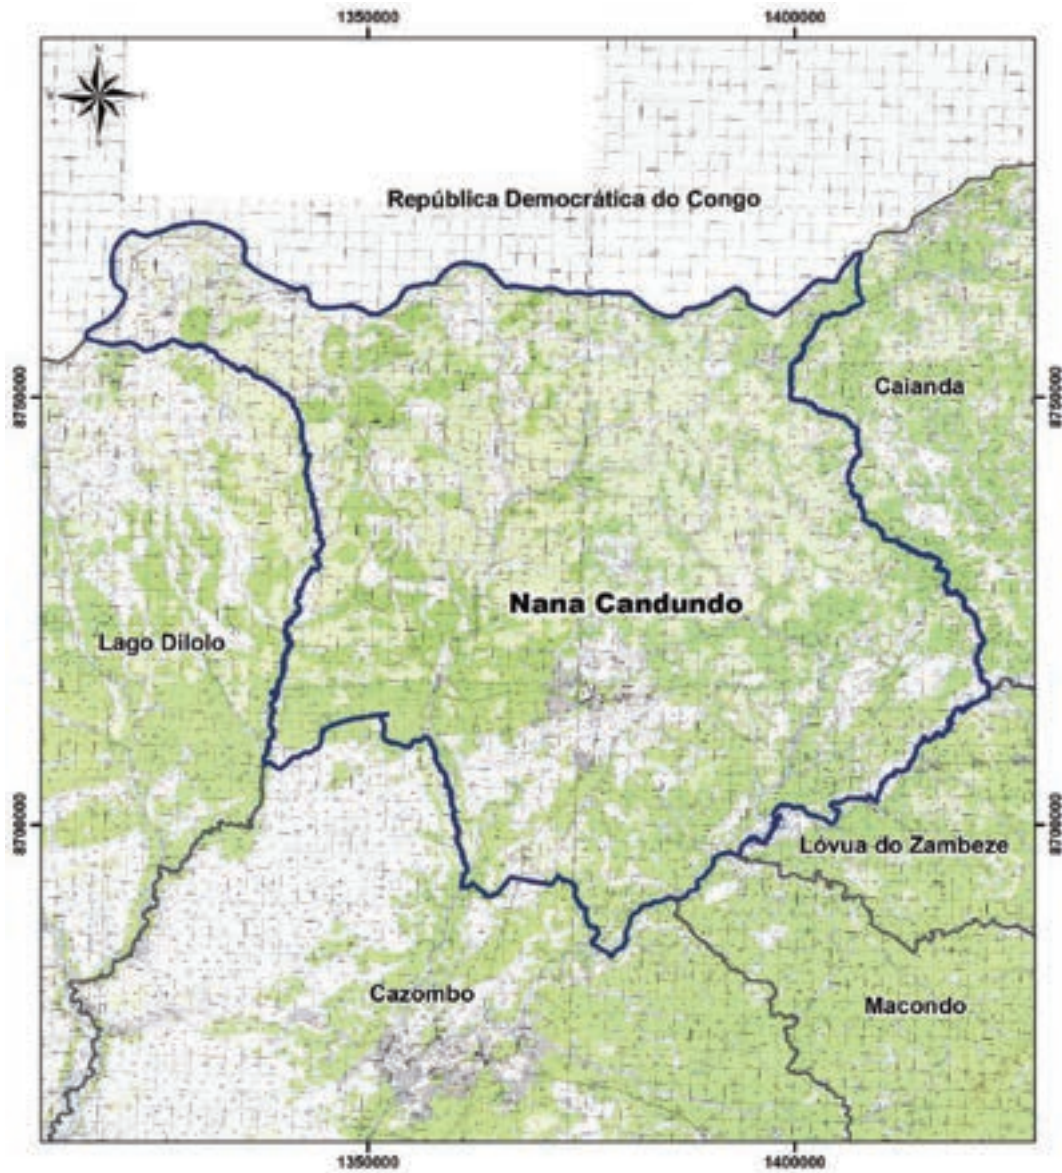 1350000 1400000
República Democrática do Congo
Caianda
8750000 8750000
Nana Candundo
Lago Dilolo
8700000 8700000
Lóvua do Zambeze
Cazombo
Macondo
1350000 1400000